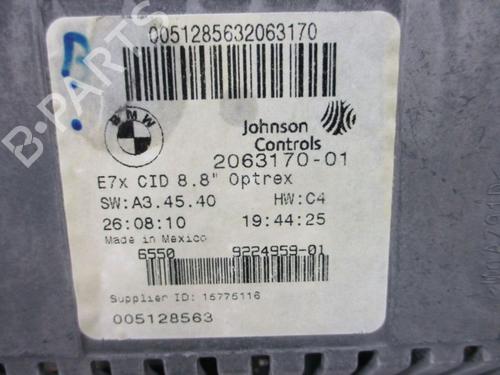 0051285632063170
B-PARTS
BMW
Johnson
Controls
2063170-01
E7x CID 8.8" Optrex
SW:A3.45.40 HW:C4
26:08:10 19:44:25
Made in Mexico
6550 9224959-01
Supplier ID: 15775116
005128563